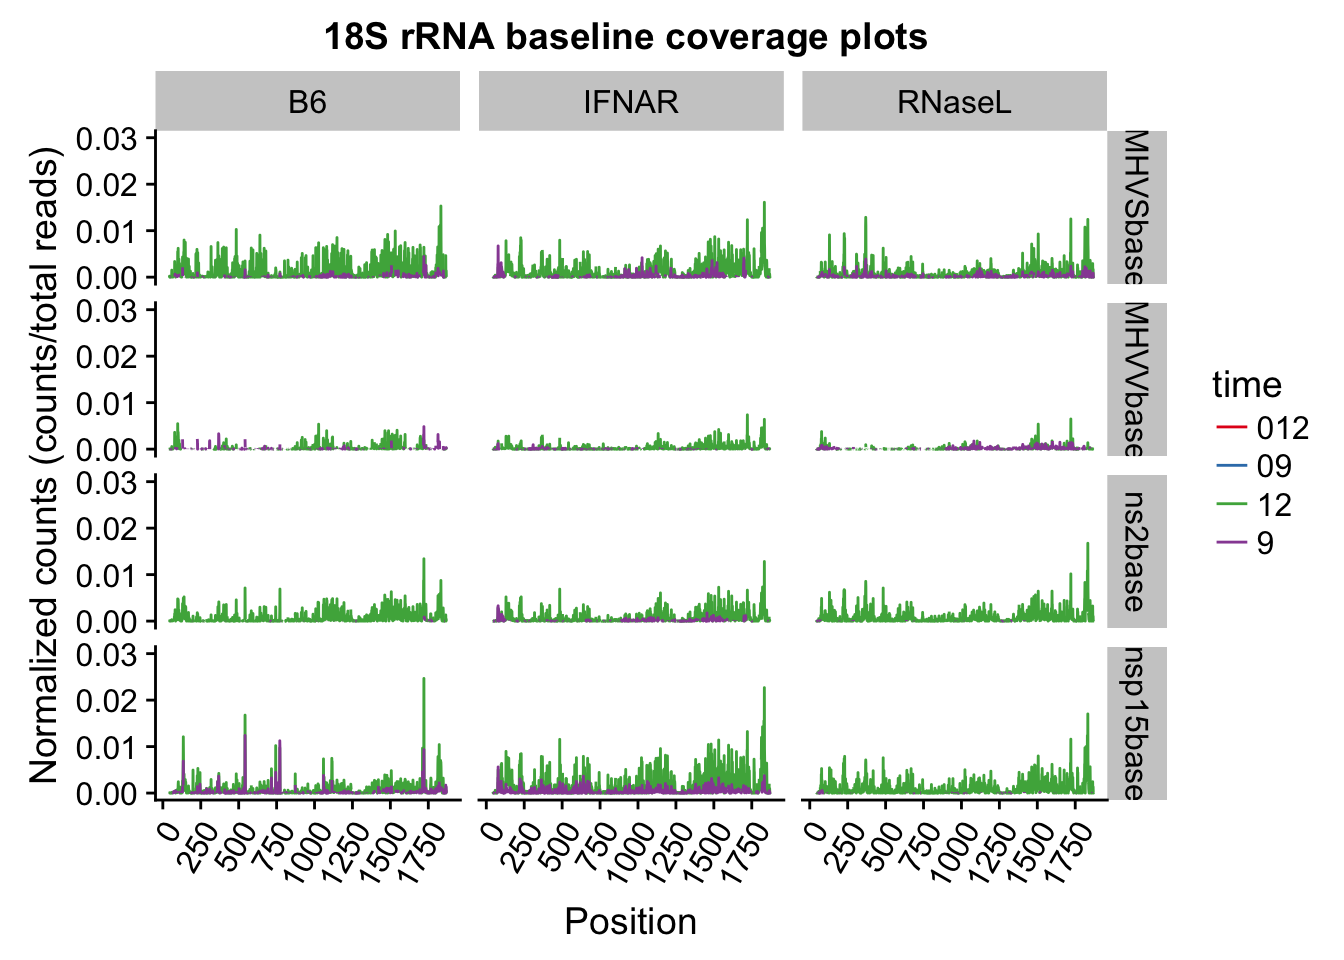 18S rRNA baseline coverage plots
B6 IFNAR RNaseL
Normalized counts (counts/total reads)
0.03
0.02
0.01
0.00
MHVSbase
0.03
0.02
0.01
0.00
MHVVbase
0.03
0.02
0.01
0.00
ns2base
0.03
0.02
0.01
0.00
nsp15base
0 250 500 750 1000 1250 1500 1750 0 250 500 750 1000 1250 1500 1750 0 250 500 750 1000 1250 1500 1750
Position
time
012
09
12
9